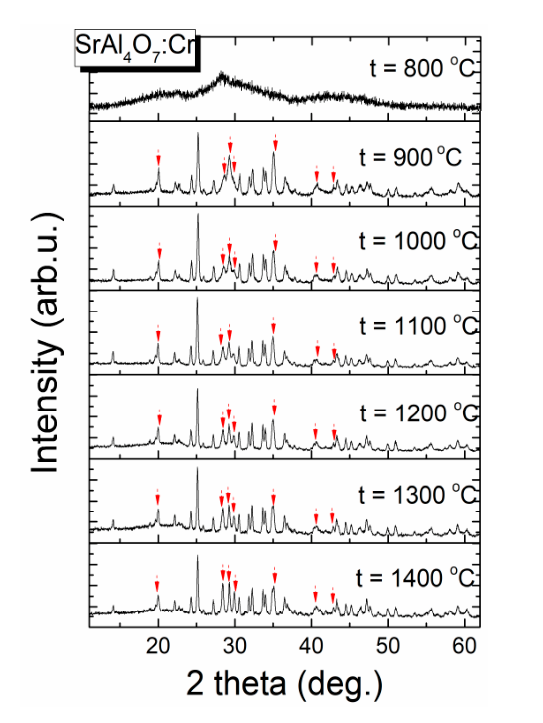 SrAl₄O₇:Cr
t = 800 °C
t = 900 °C
t = 1000 °C
t = 1100 °C
t = 1200 °C
t = 1300 °C
t = 1400 °C
Intensity (arb.u.)
20 30 40 50 60
2 theta (deg.)